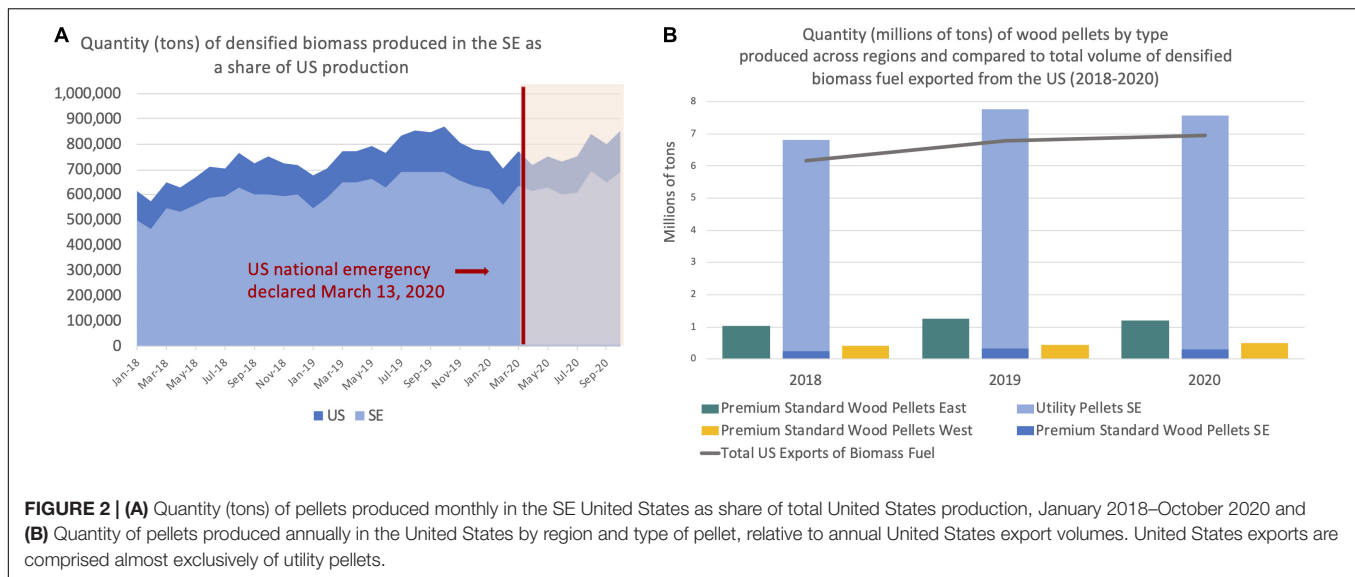 A
Quantity (tons) of densified biomass produced in the SE as
a share of US production
1,000,000
900,000
800,000
700,000
600,000
500,000
400,000
300,000
200,000
100,000
0
US national emergency
declared March 13, 2020
Jan-18
Mar-18
May-18
Jul-18
Sep-18
Nov-18
Jan-19
Mar-19
May-19
Jul-19
Sep-19
Nov-19
Jan-20
Mar-20
May-20
Jul-20
Sep-20
US SE
B
Quantity (millions of tons) of wood pellets by type
produced across regions and compared to total volume of densified
biomass fuel exported from the US (2018-2020)
Millions of tons
8
7
6
5
4
3
2
1
0
2018 2019 2020
Premium Standard Wood Pellets East Utility Pellets SE
Premium Standard Wood Pellets West Premium Standard Wood Pellets SE
Total US Exports of Biomass Fuel
FIGURE 2 | (A) Quantity (tons) of pellets produced monthly in the SE United States as share of total United States production, January 2018–October 2020 and
(B) Quantity of pellets produced annually in the United States by region and type of pellet, relative to annual United States export volumes. United States exports are
comprised almost exclusively of utility pellets.